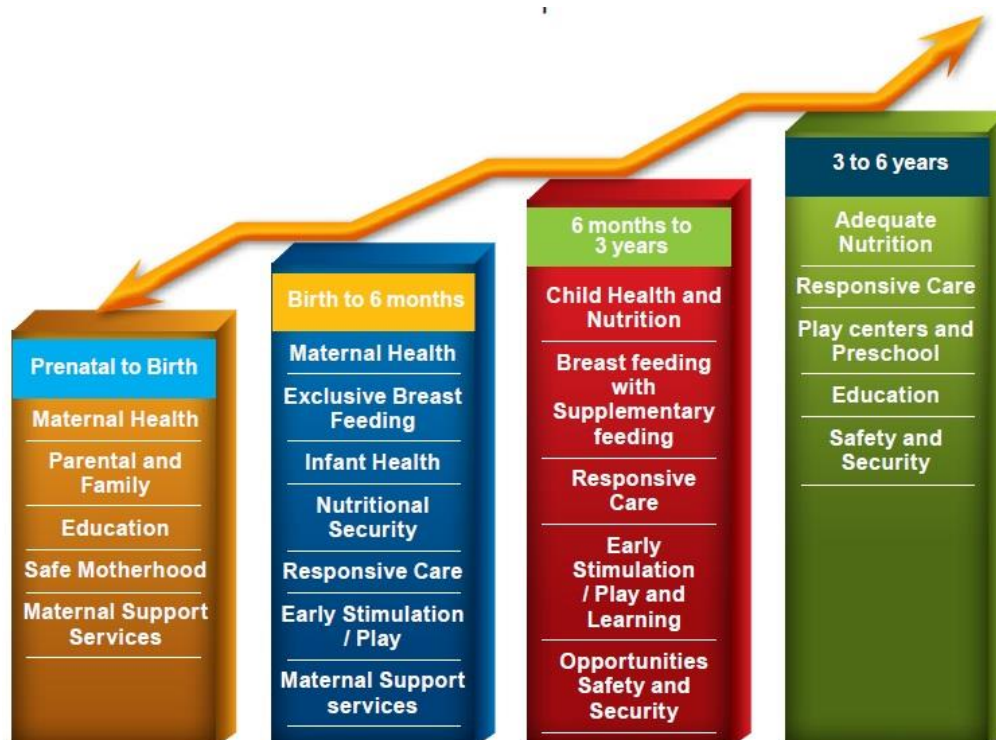 Prenatal to Birth
Maternal Health
Parental and
Family
Education
Safe Motherhood
Maternal Support
Services
Birth to 6 months
Maternal Health
Exclusive Breast
Feeding
Infant Health
Nutritional
Security
Responsive Care
Early Stimulation
/ Play
Maternal Support
services
6 months to
3 years
Child Health and
Nutrition
Breast feeding
with
Supplementary
feeding
Responsive
Care
Early
Stimulation
/ Play and
Learning
Opportunities
Safety and
Security
3 to 6 years
Adequate
Nutrition
Responsive Care
Play centers and
Preschool
Education
Safety and
Security